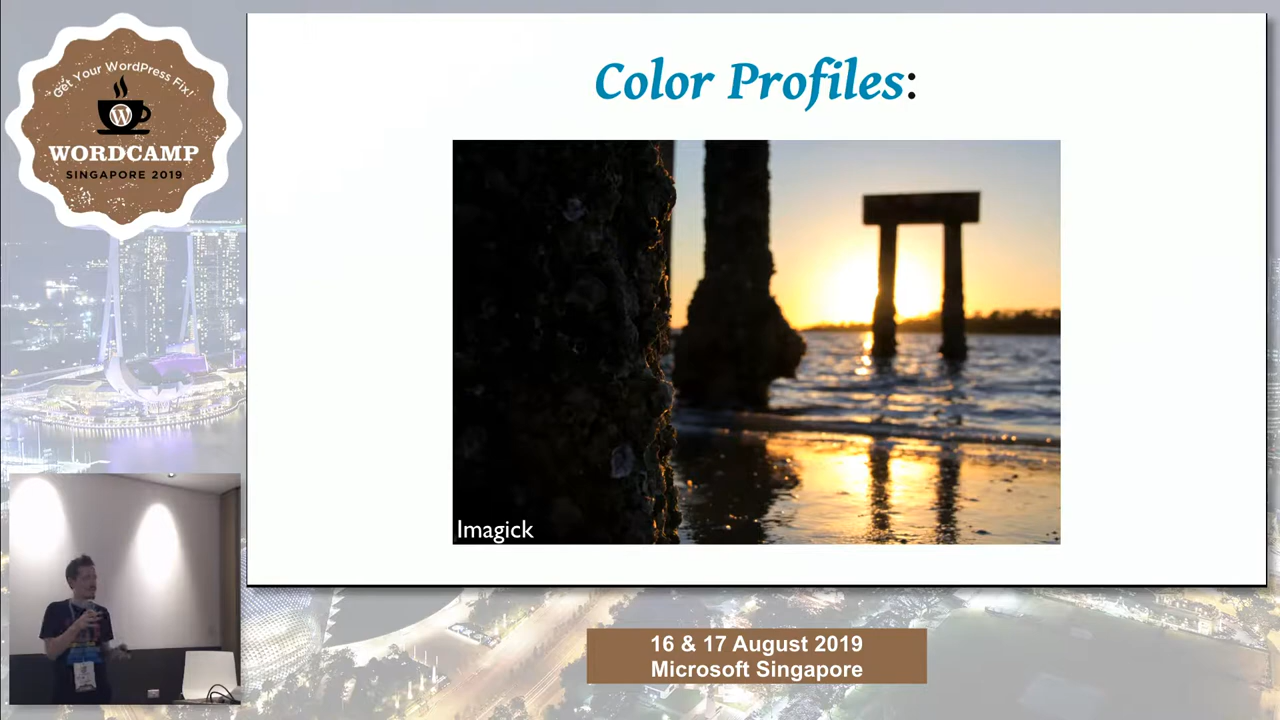 Get Your WordPress Fix!
WORDCAMP
SINGAPORE 2019
Color Profiles:
Imagick
16 & 17 August 2019
Microsoft Singapore